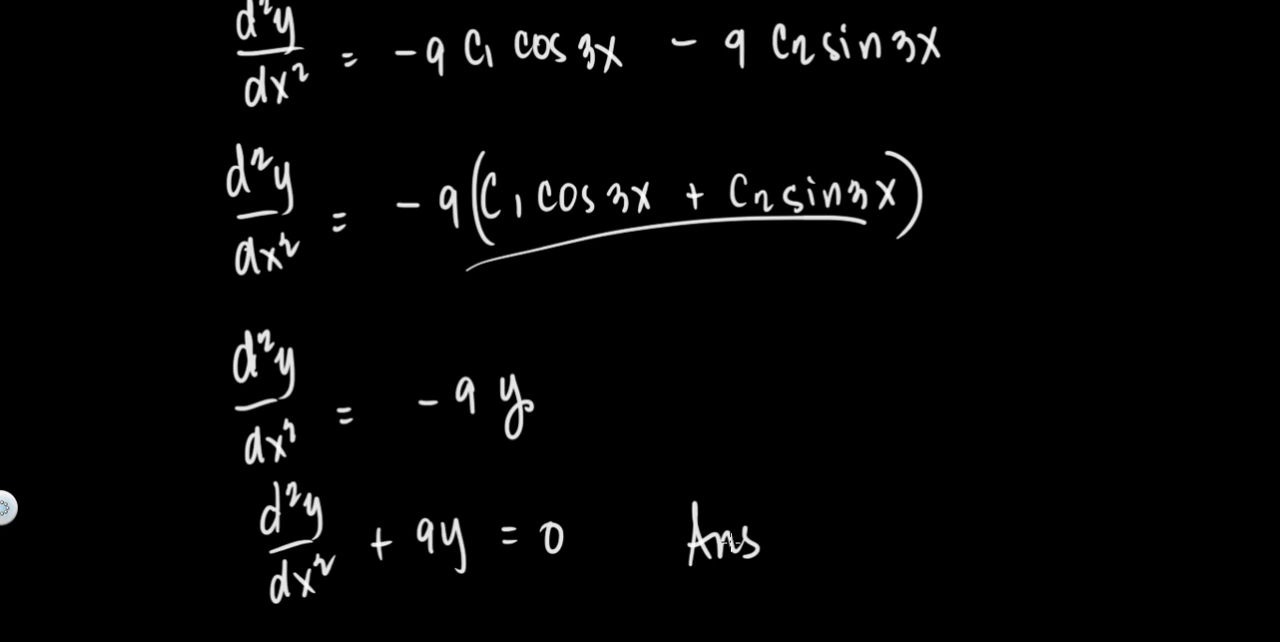 d²y/dx² = -9 C₁ cos 3x - 9 C₂ sin 3x
d²y/dx² = -9 (C₁ cos 3x + C₂ sin 3x)
d²y/dx² = -9 y
d²y/dx² + 9y = 0 Ans